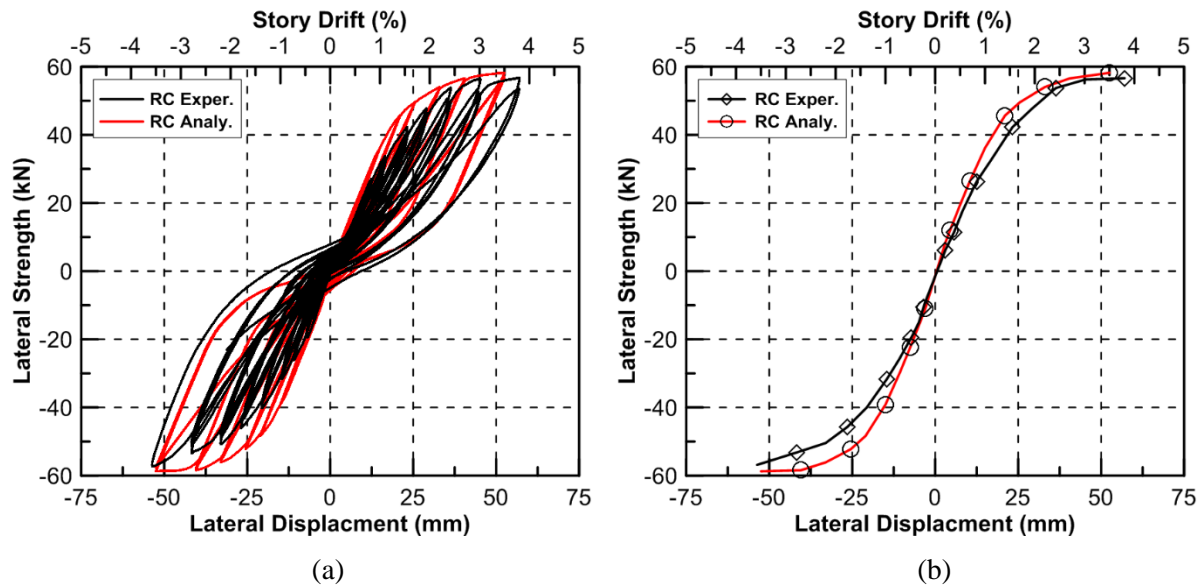 Story Drift (%)
-5 -4 -3 -2 -1 0 1 2 3 4 5
60
40
20
0
-20
-40
-60
Lateral Strength (kN)
RC Exper.
RC Analy.
-75 -50 -25 0 25 50 75
Lateral Displacment (mm)
(a)
Story Drift (%)
-5 -4 -3 -2 -1 0 1 2 3 4 5
60
40
20
0
-20
-40
-60
Lateral Strength (kN)
RC Exper.
RC Analy.
-75 -50 -25 0 25 50 75
Lateral Displacment (mm)
(b)